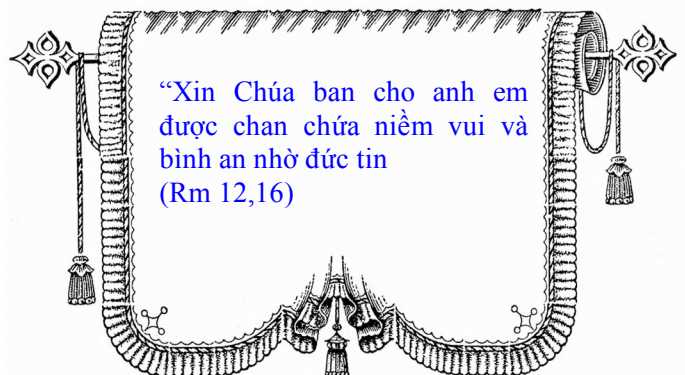 “Xin Chúa ban cho anh em
được chan chứa niềm vui và
bình an nhờ đức tin
(Rm 12,16)